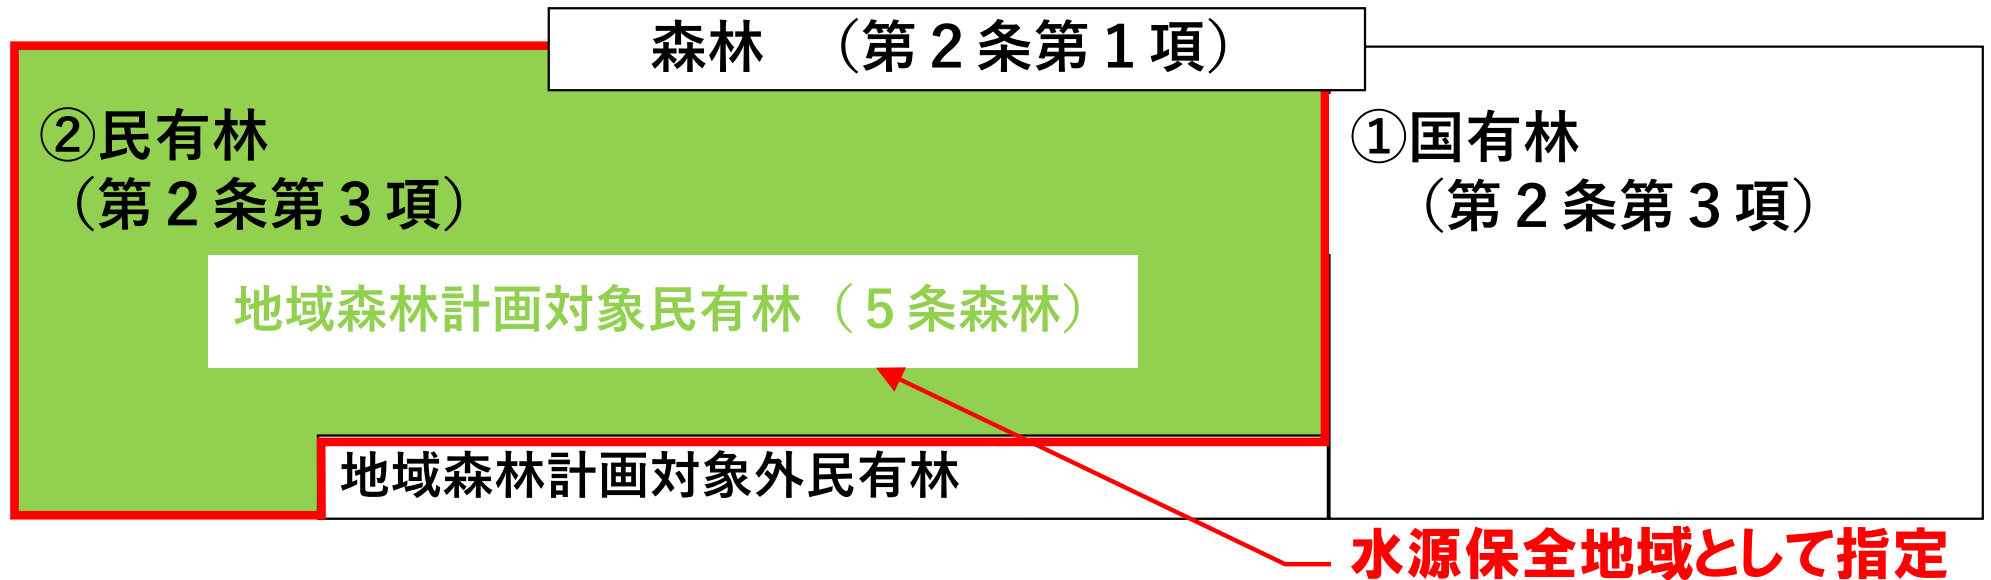 森林　（第２条第１項）
②民有林
（第２条第３項）
①国有林
（第２条第３項）
地域森林計画対象民有林（５条森林）
地域森林計画対象外民有林
水源保全地域として指定